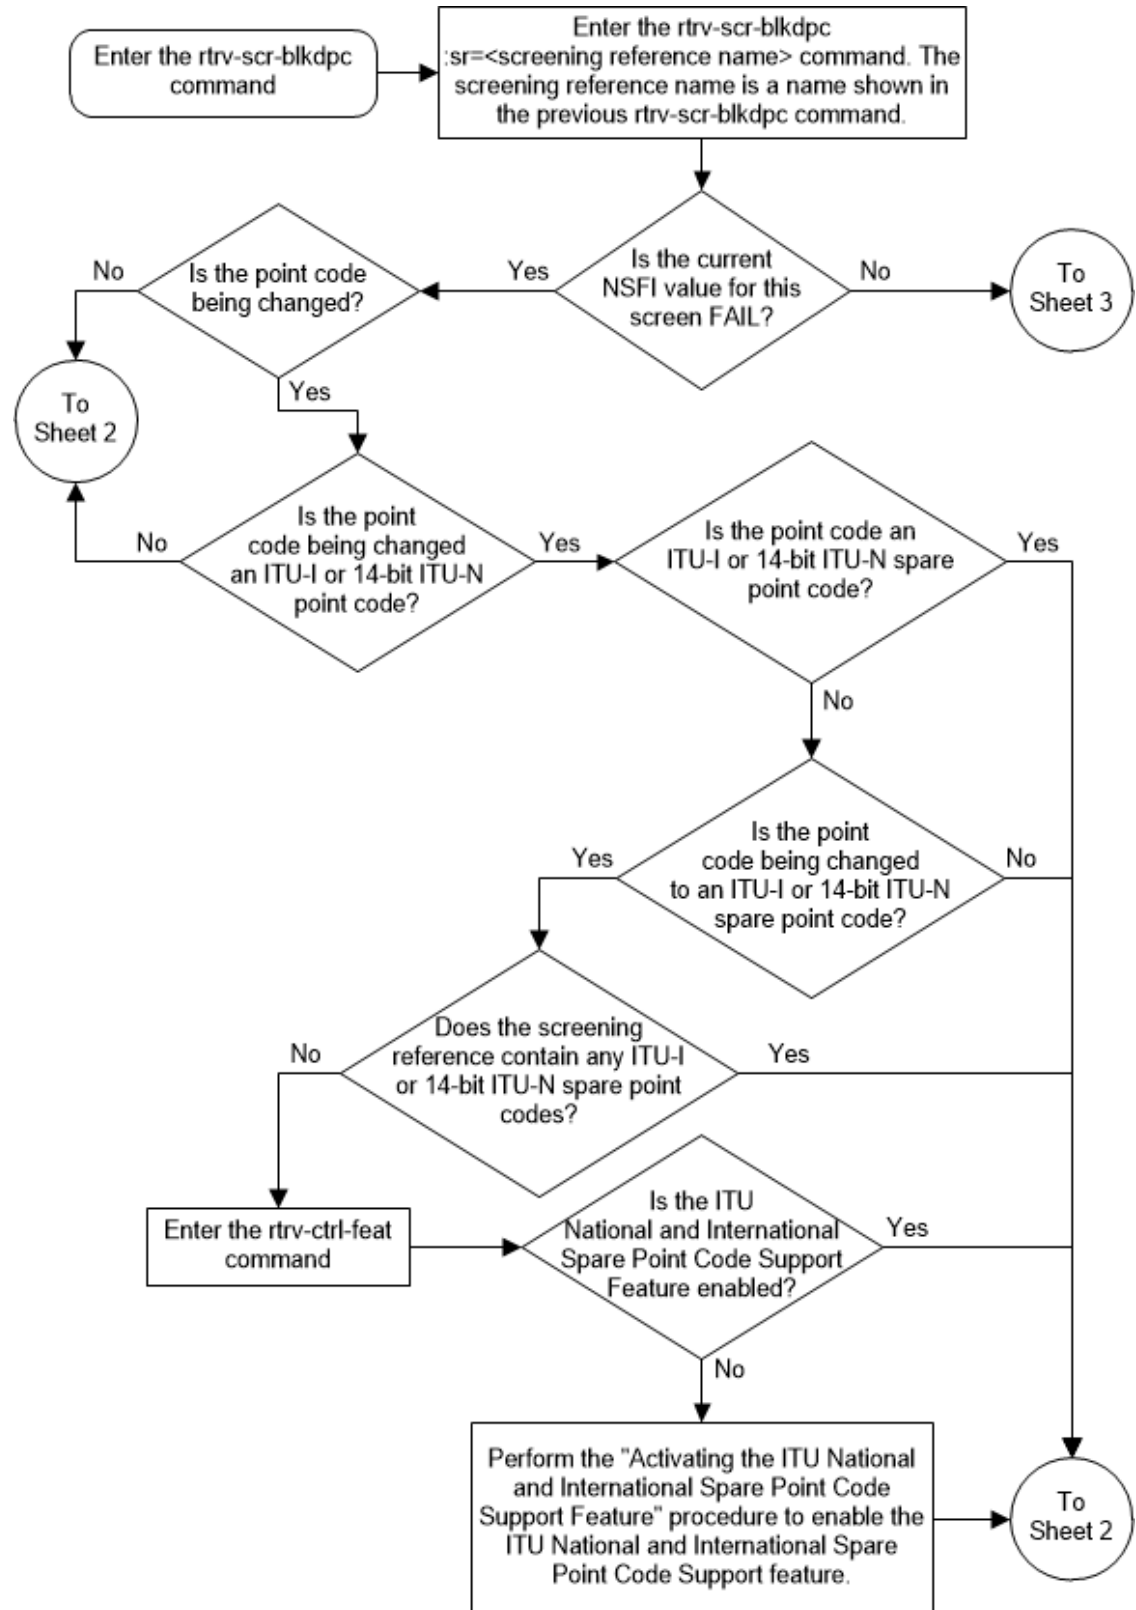 Enter the rtrv-scr-blkdpc
command
Enter the rtrv-scr-blkdpc
:sr=<screening reference name> command. The
screening reference name is a name shown in
the previous rtrv-scr-blkdpc command.
Is the current
NSFI value for this
screen FAIL?
Yes
No
To
Sheet 3
Is the point code
being changed?
No
Yes
To
Sheet 2
Is the point
code being changed
an ITU-I or 14-bit ITU-N
point code?
No
Yes
Is the point code an
ITU-I or 14-bit ITU-N spare
point code?
Yes
No
Is the point
code being changed
to an ITU-I or 14-bit ITU-N
spare point code?
Yes
No
Does the screening
reference contain any ITU-I
or 14-bit ITU-N spare point
codes?
No
Yes
Enter the rtrv-ctrl-feat
command
Is the ITU
National and International
Spare Point Code Support
Feature enabled?
Yes
No
Perform the "Activating the ITU National
and International Spare Point Code
Support Feature" procedure to enable the
ITU National and International Spare
Point Code Support feature.
To
Sheet 2